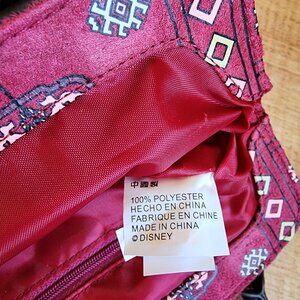 中國製
100% POLYESTER
HECHO EN CHINA
FABRIQUE EN CHINE
MADE IN CHINA
© DISNEY